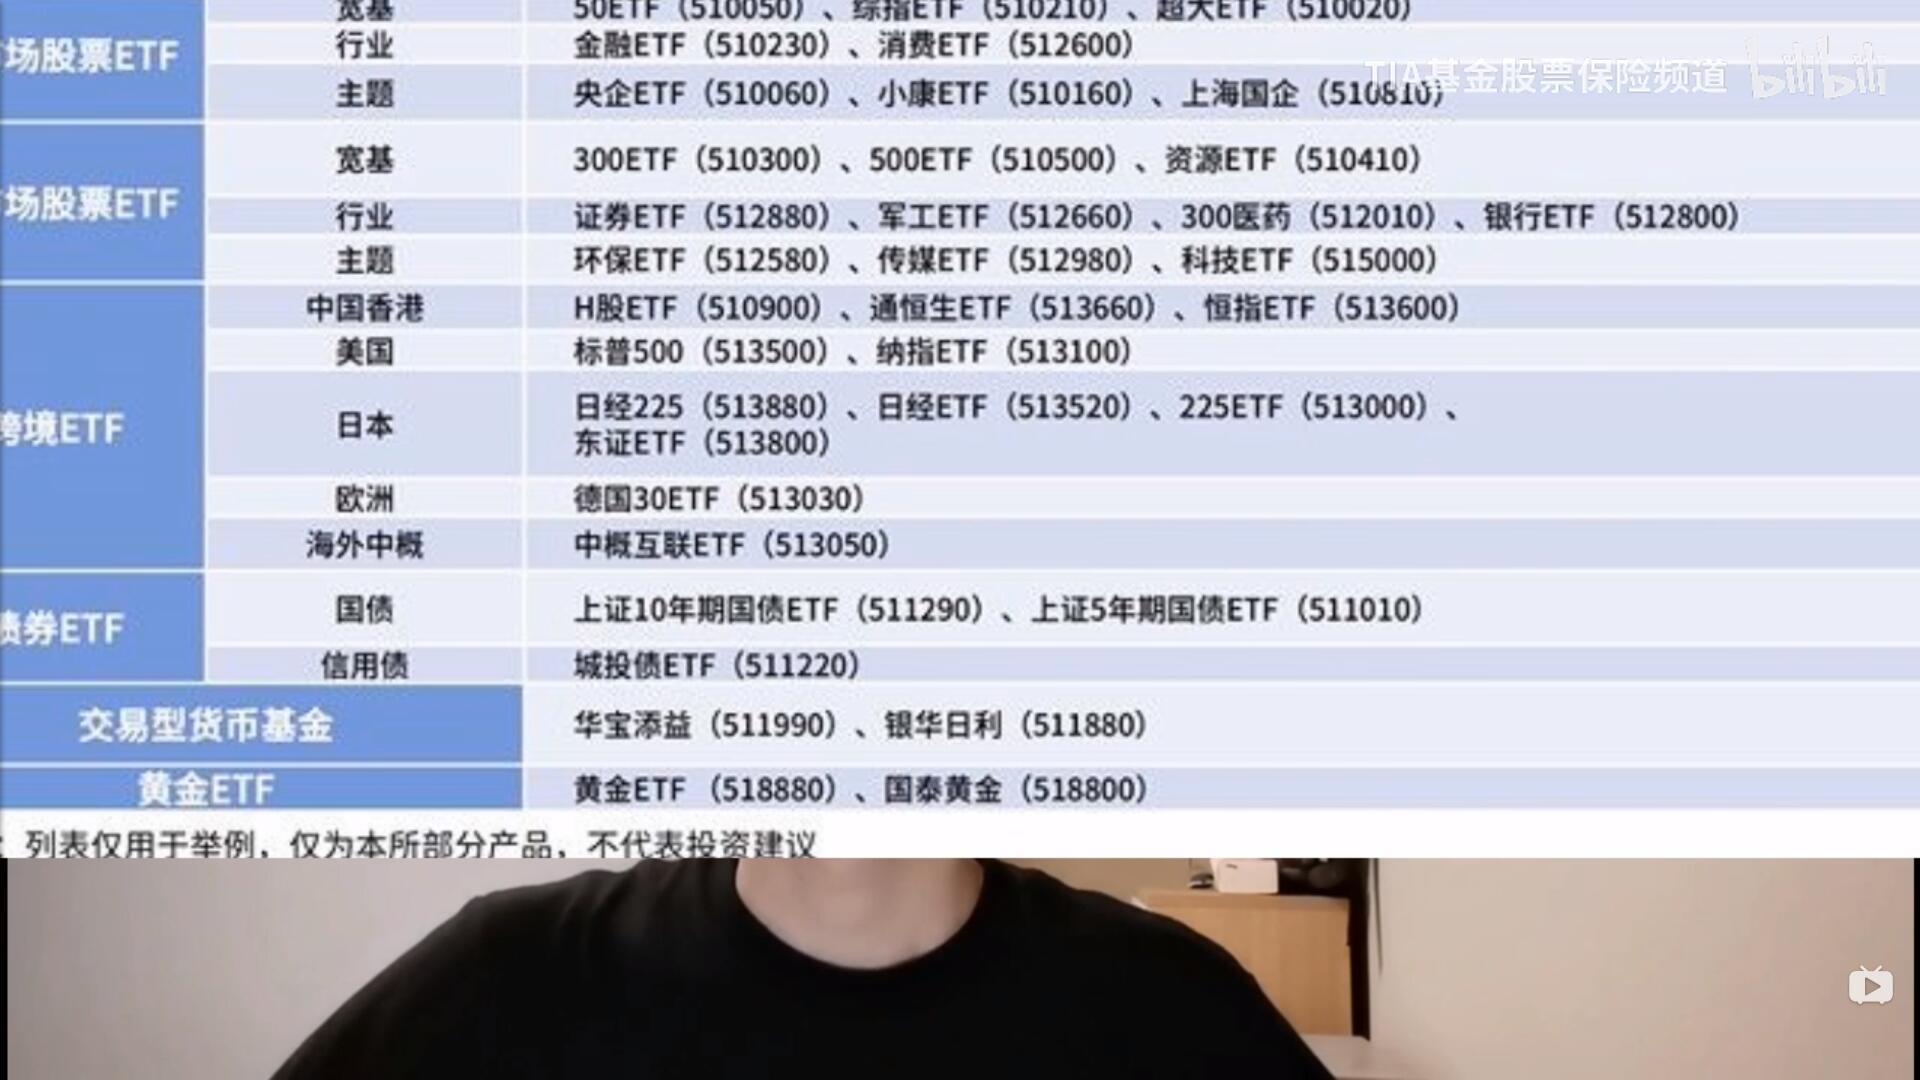 宽基 50ETF（510050）、综指ETF（510210）、超大ETF（510020）
场股票ETF 行业 金融ETF（510230）、消费ETF（512600）
主题 央企ETF（510060）、小康ETF（510160）、上海国企（510810）
TIA基金股票保险频道 bilibili
宽基 300ETF（510300）、500ETF（510500）、资源ETF（510410）
场股票ETF 行业 证券ETF（512880）、军工ETF（512660）、300医药（512010）、银行ETF（512800）
主题 环保ETF（512580）、传媒ETF（512980）、科技ETF（515000）
中国香港 H股ETF（510900）、通恒生ETF（513660）、恒指ETF（513600）
美国 标普500（513500）、纳指ETF（513100）
跨境ETF 日本 日经225（513880）、日经ETF（513520）、225ETF（513000）、
东证ETF（513800）
欧洲 德国30ETF（513030）
海外中概 中概互联ETF（513050）
债券ETF 国债 上证10年期国债ETF（511290）、上证5年期国债ETF（511010）
信用债 城投债ETF（511220）
交易型货币基金 华宝添益（511990）、银华日利（511880）
黄金ETF 黄金ETF（518880）、国泰黄金（518800）
：列表仅用于举例，仅为本所部分产品，不代表投资建议